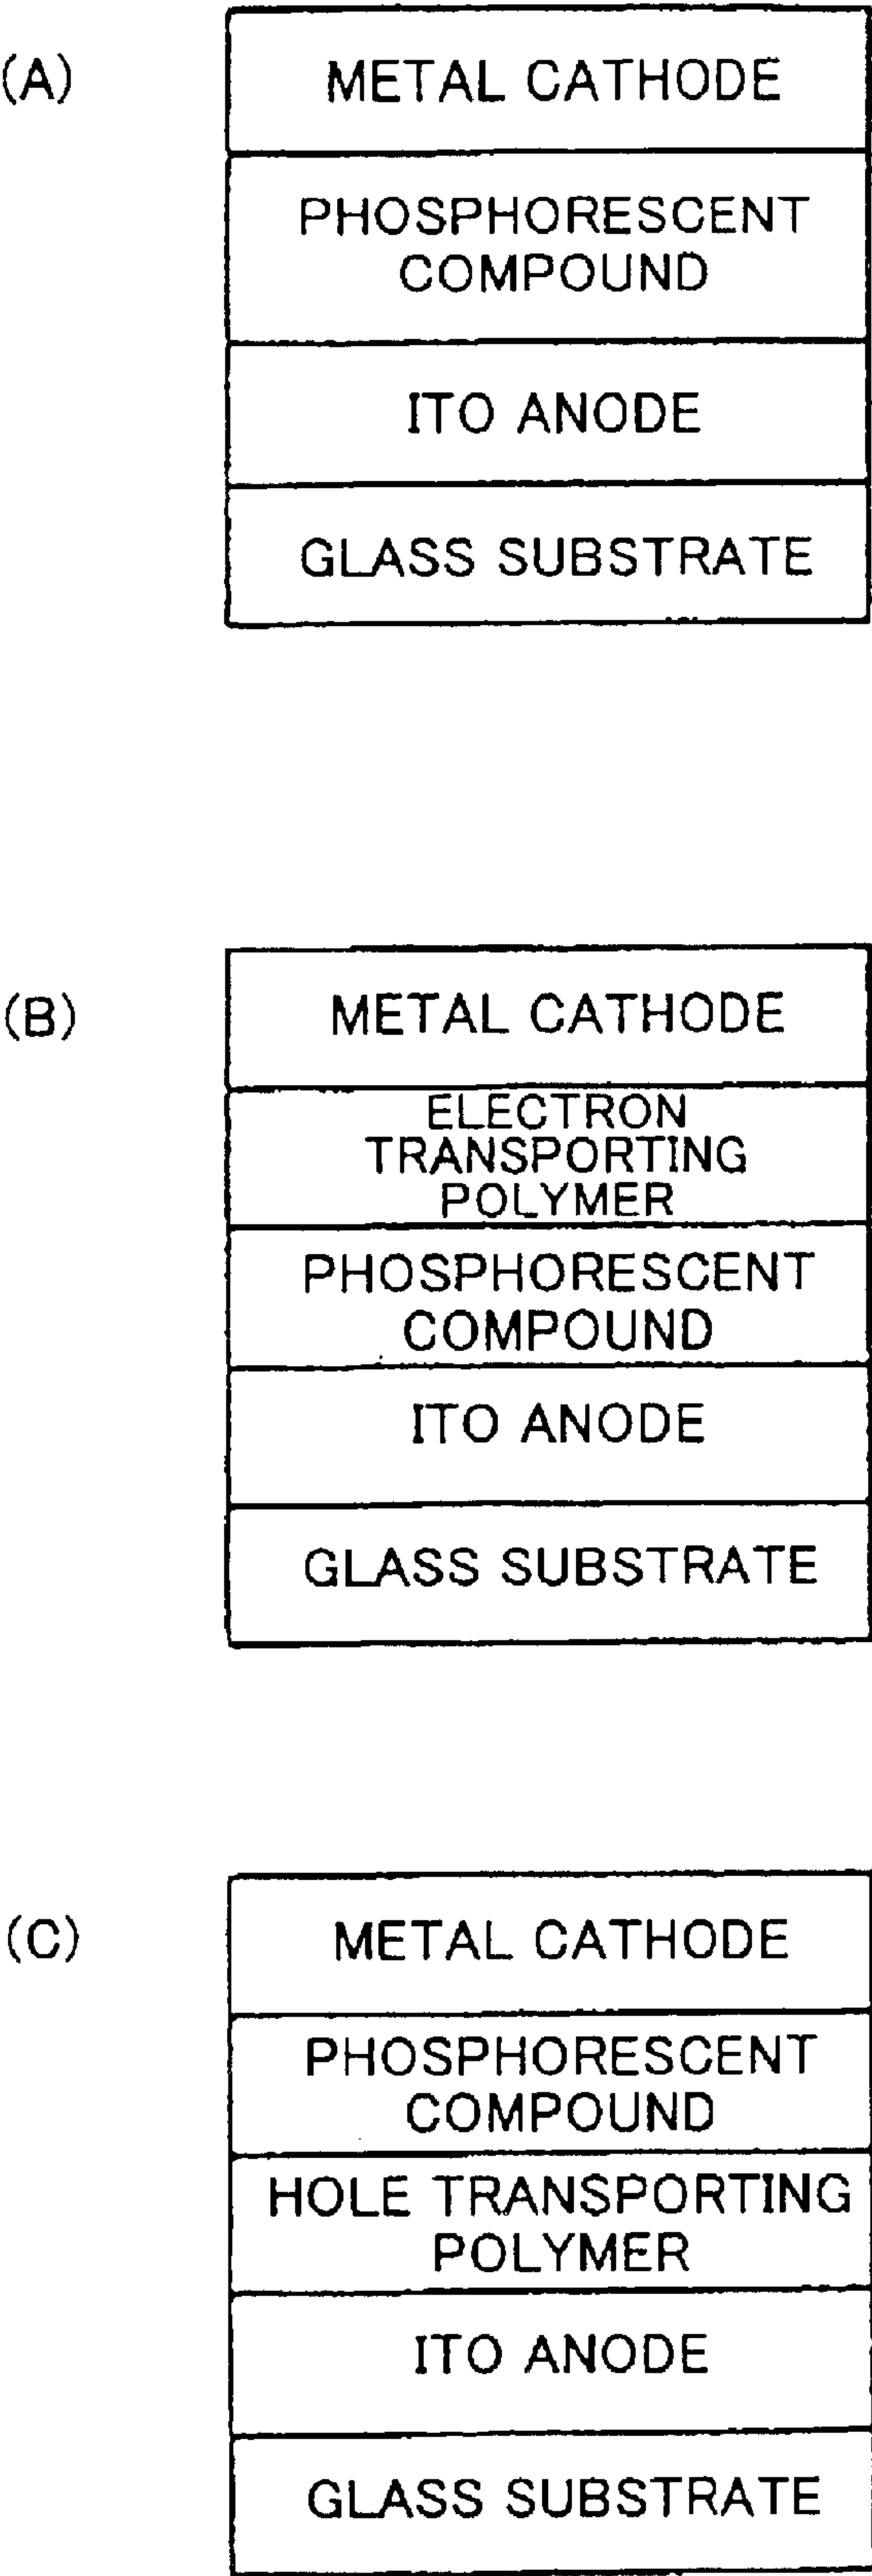 (A)
METAL CATHODE
PHOSPHORESCENT
COMPOUND
ITO ANODE
GLASS SUBSTRATE
(B)
METAL CATHODE
ELECTRON
TRANSPORTING
POLYMER
PHOSPHORESCENT
COMPOUND
ITO ANODE
GLASS SUBSTRATE
(C)
METAL CATHODE
PHOSPHORESCENT
COMPOUND
HOLE TRANSPORTING
POLYMER
ITO ANODE
GLASS SUBSTRATE